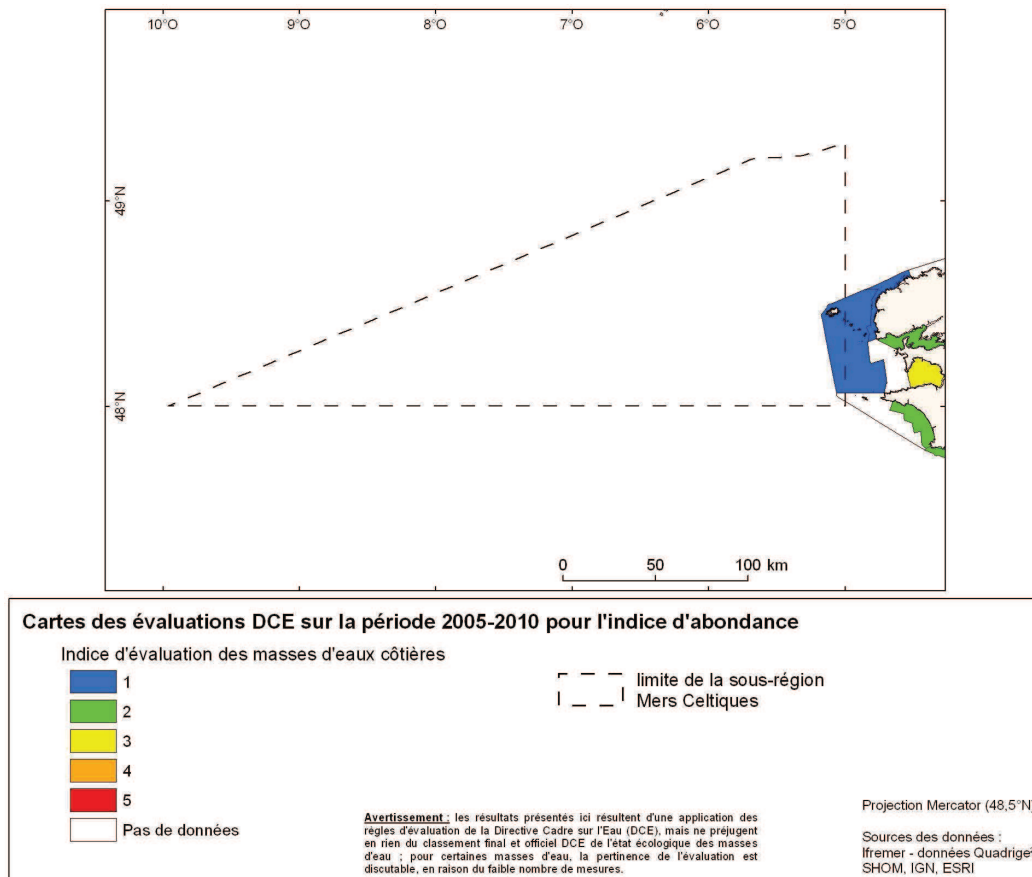 10°O 9°O 8°O 7°O 6°O 5°O
49°N
48°N
0 50 100 km
Cartes des évaluations DCE sur la période 2005-2010 pour l'indice d'abondance
Indice d'évaluation des masses d'eaux côtières
1
2
3
4
5
Pas de données
limite de la sous-région
Mers Celtiques
Avertissement : les résultats présentés ici résultent d'une application des
règles d'évaluation de la Directive Cadre sur l'Eau (DCE), mais ne préjugent
en rien du classement final et officiel DCE de l'état écologique des masses
d'eau ; pour certaines masses d'eau, la pertinence de l'évaluation est
discutable, en raison du faible nombre de mesures.
Projection Mercator (48,5°N)
Sources des données :
Ifremer - données Quadrige²
SHOM, IGN, ESRI